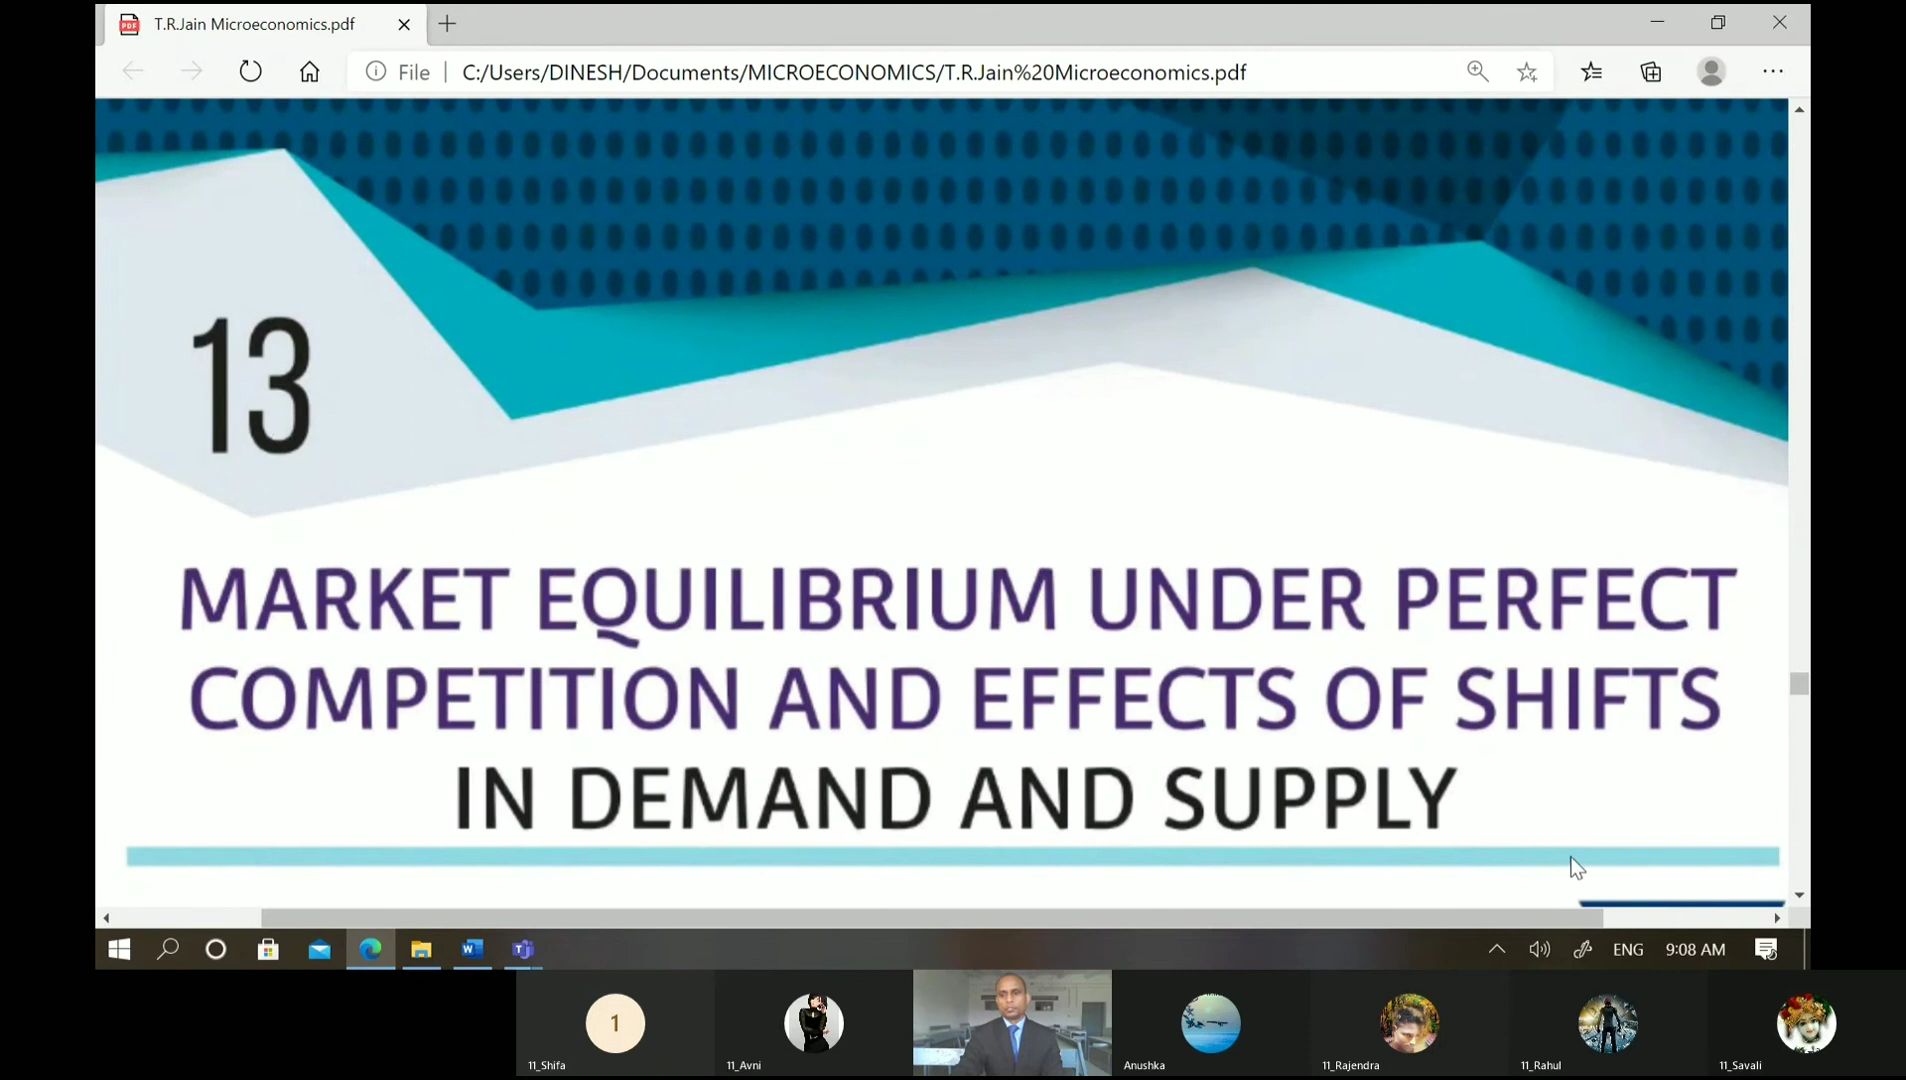 T.R.Jain Microeconomics.pdf
File | C:/Users/DINESH/Documents/MICROECONOMICS/T.R.Jain%20Microeconomics.pdf
13
MARKET EQUILIBRIUM UNDER PERFECT
COMPETITION AND EFFECTS OF SHIFTS
IN DEMAND AND SUPPLY
ENG 9:08 AM
1
11_Shifa
11_Avni
Anushka
11_Rajendra
11_Rahul
11_Savali